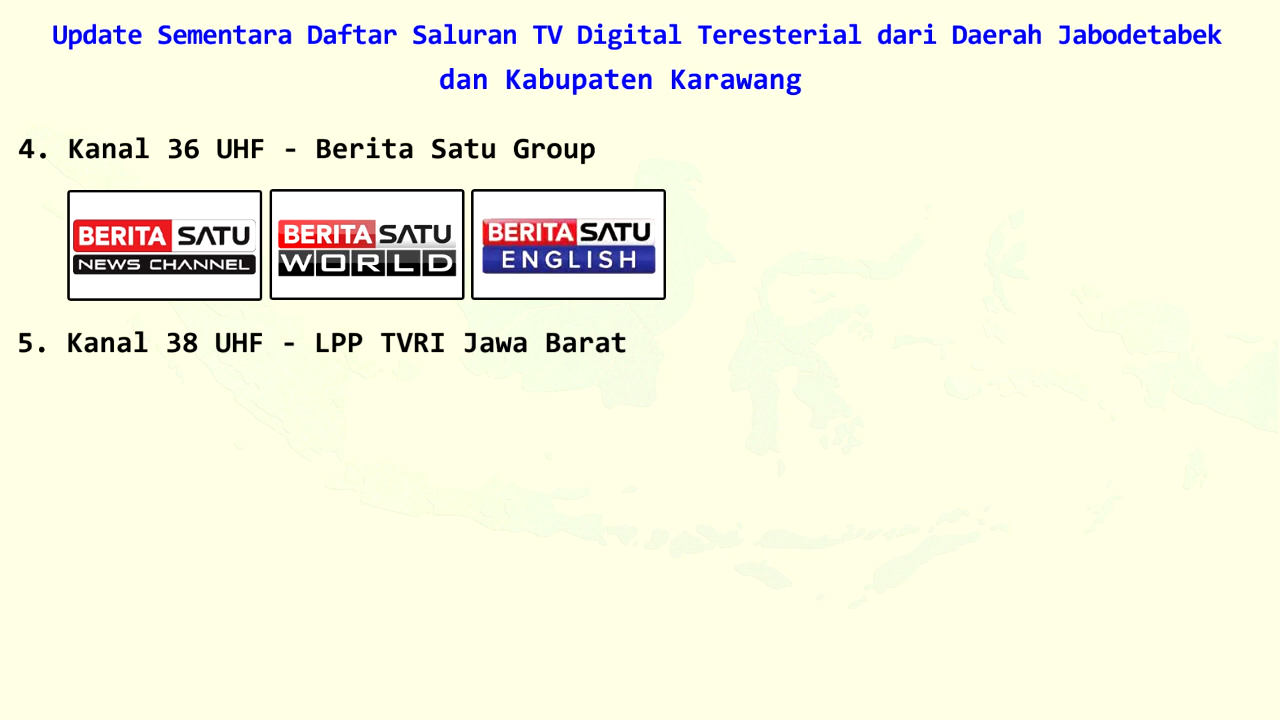 Update Sementara Daftar Saluran TV Digital Teresterial dari Daerah Jabodetabek
dan Kabupaten Karawang
4. Kanal 36 UHF - Berita Satu Group
BERITA SATU
NEWS CHANNEL
BERITA SATU
WORLD
BERITA SATU
ENGLISH
5. Kanal 38 UHF - LPP TVRI Jawa Barat